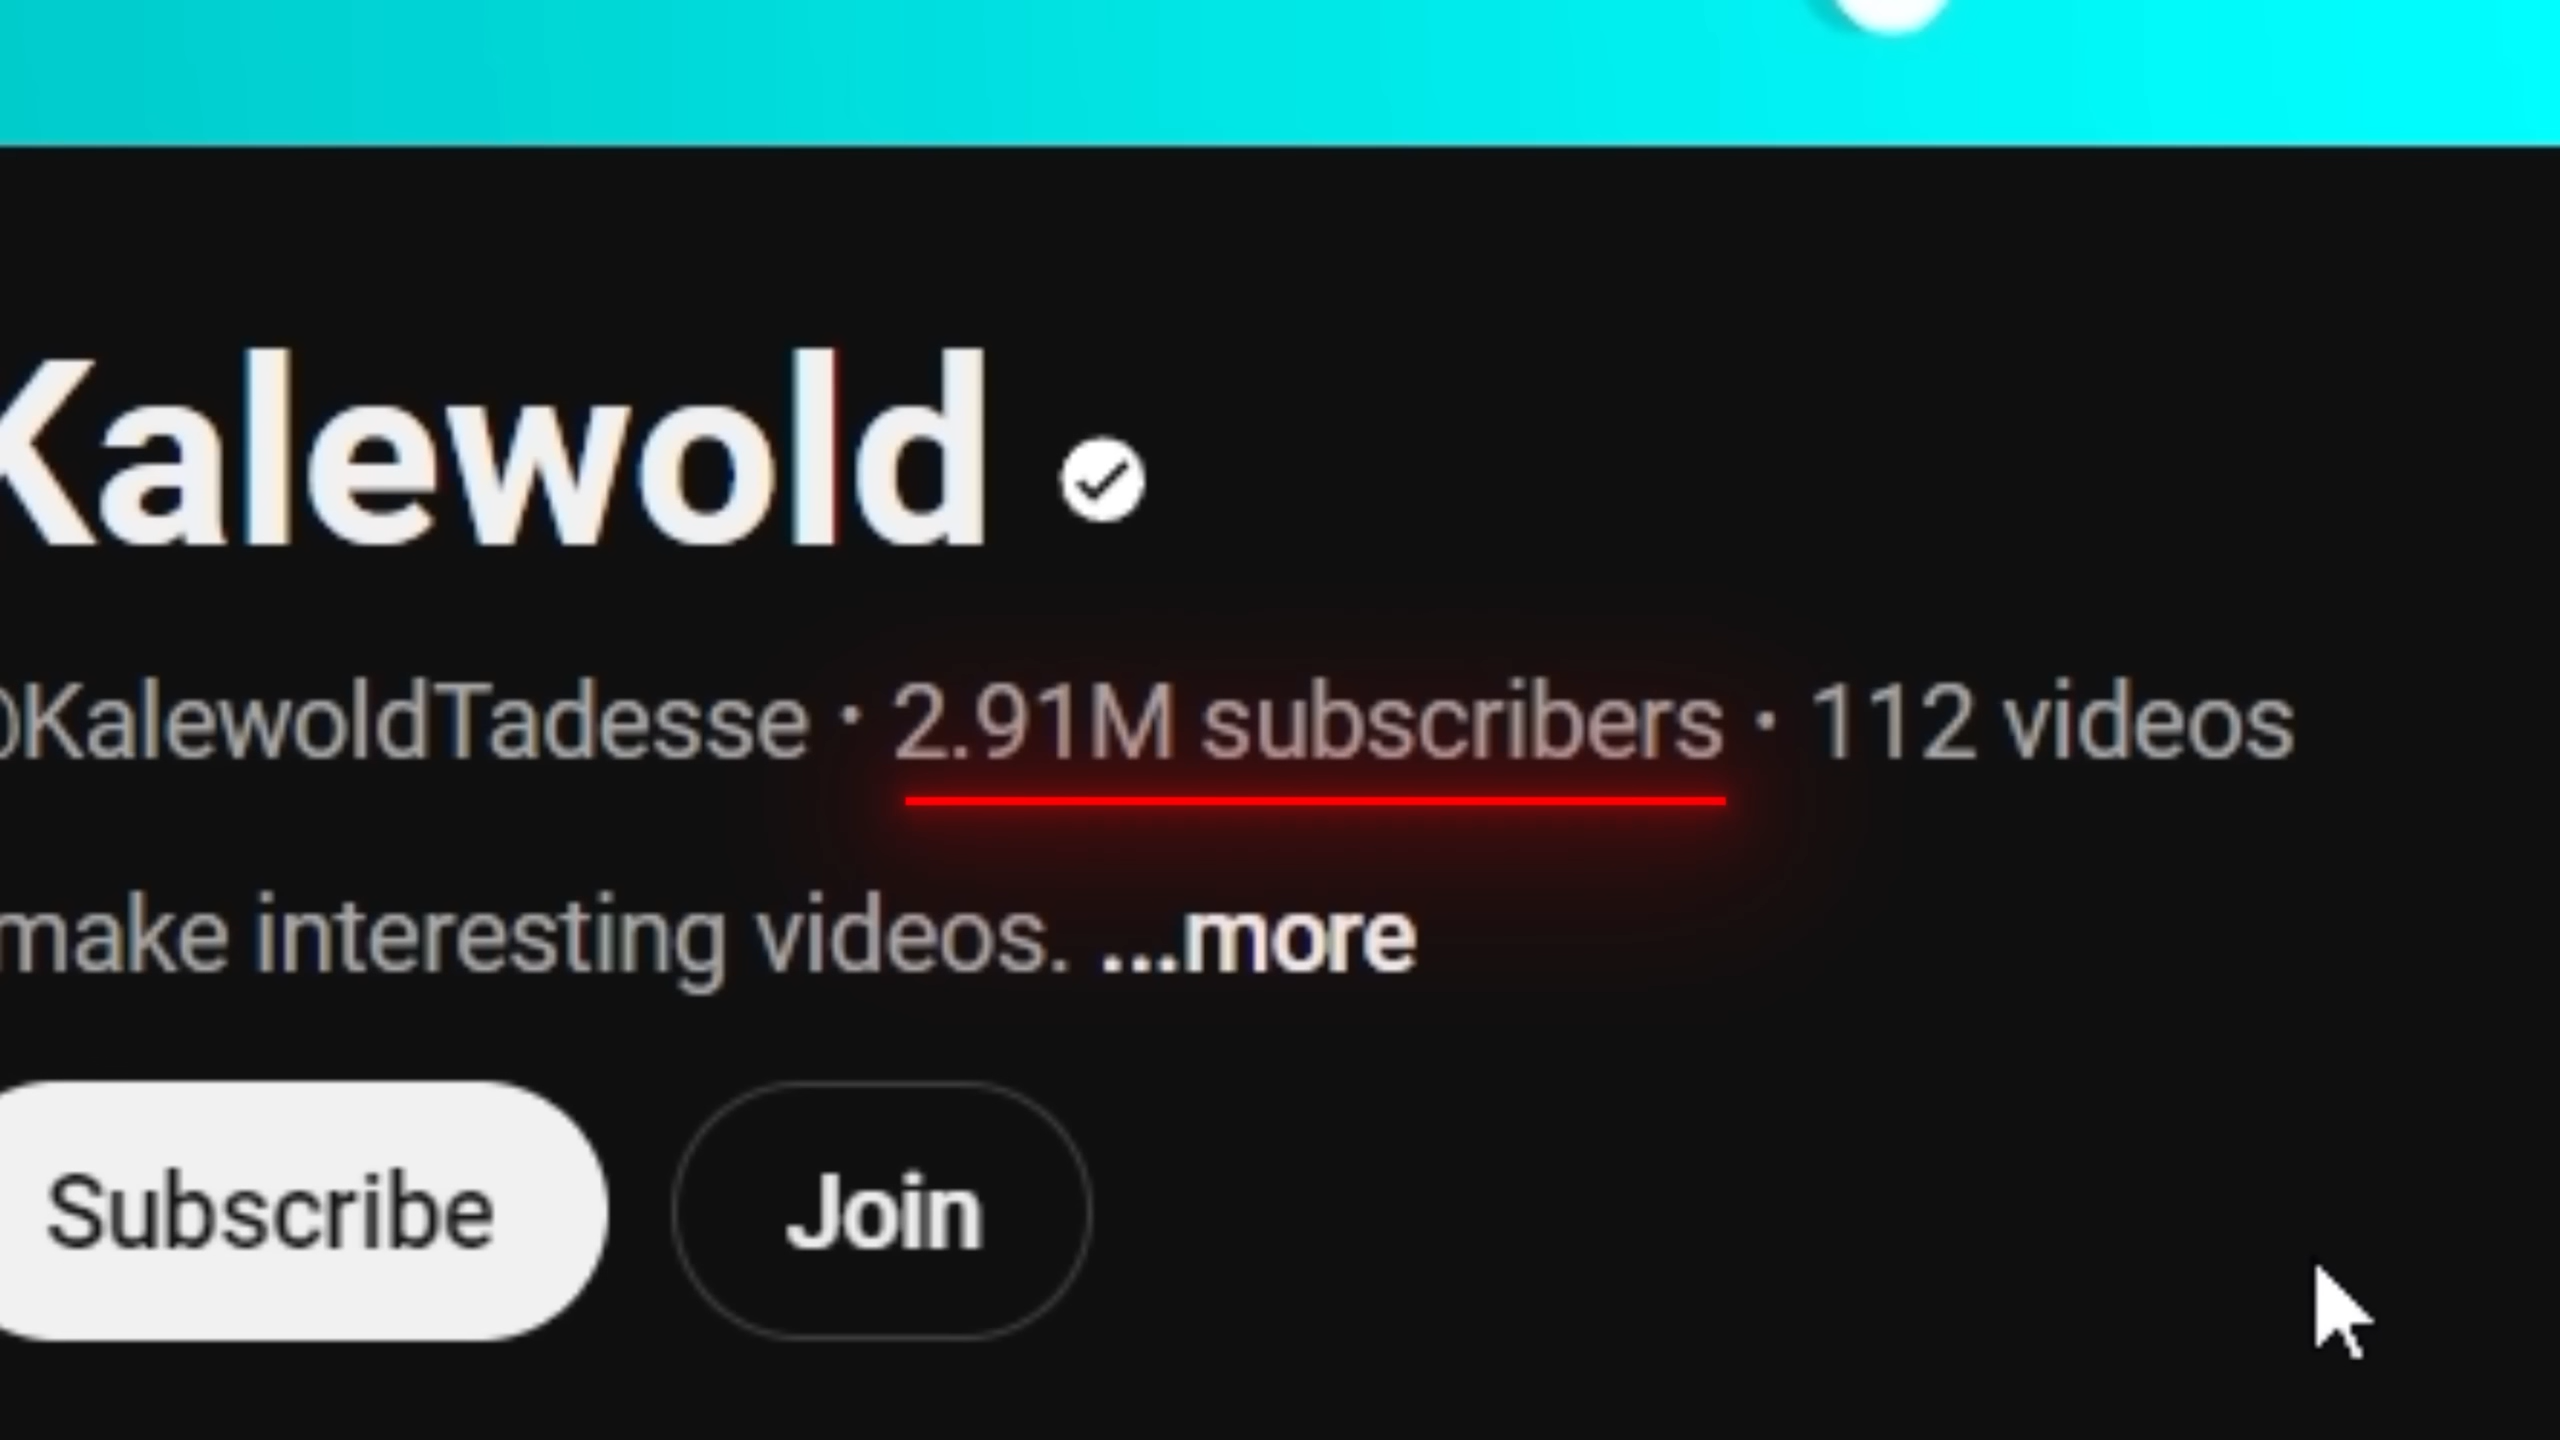 Kalewold
@KalewoldTadesse • 2.91M subscribers • 112 videos
make interesting videos. ...more
Subscribe Join